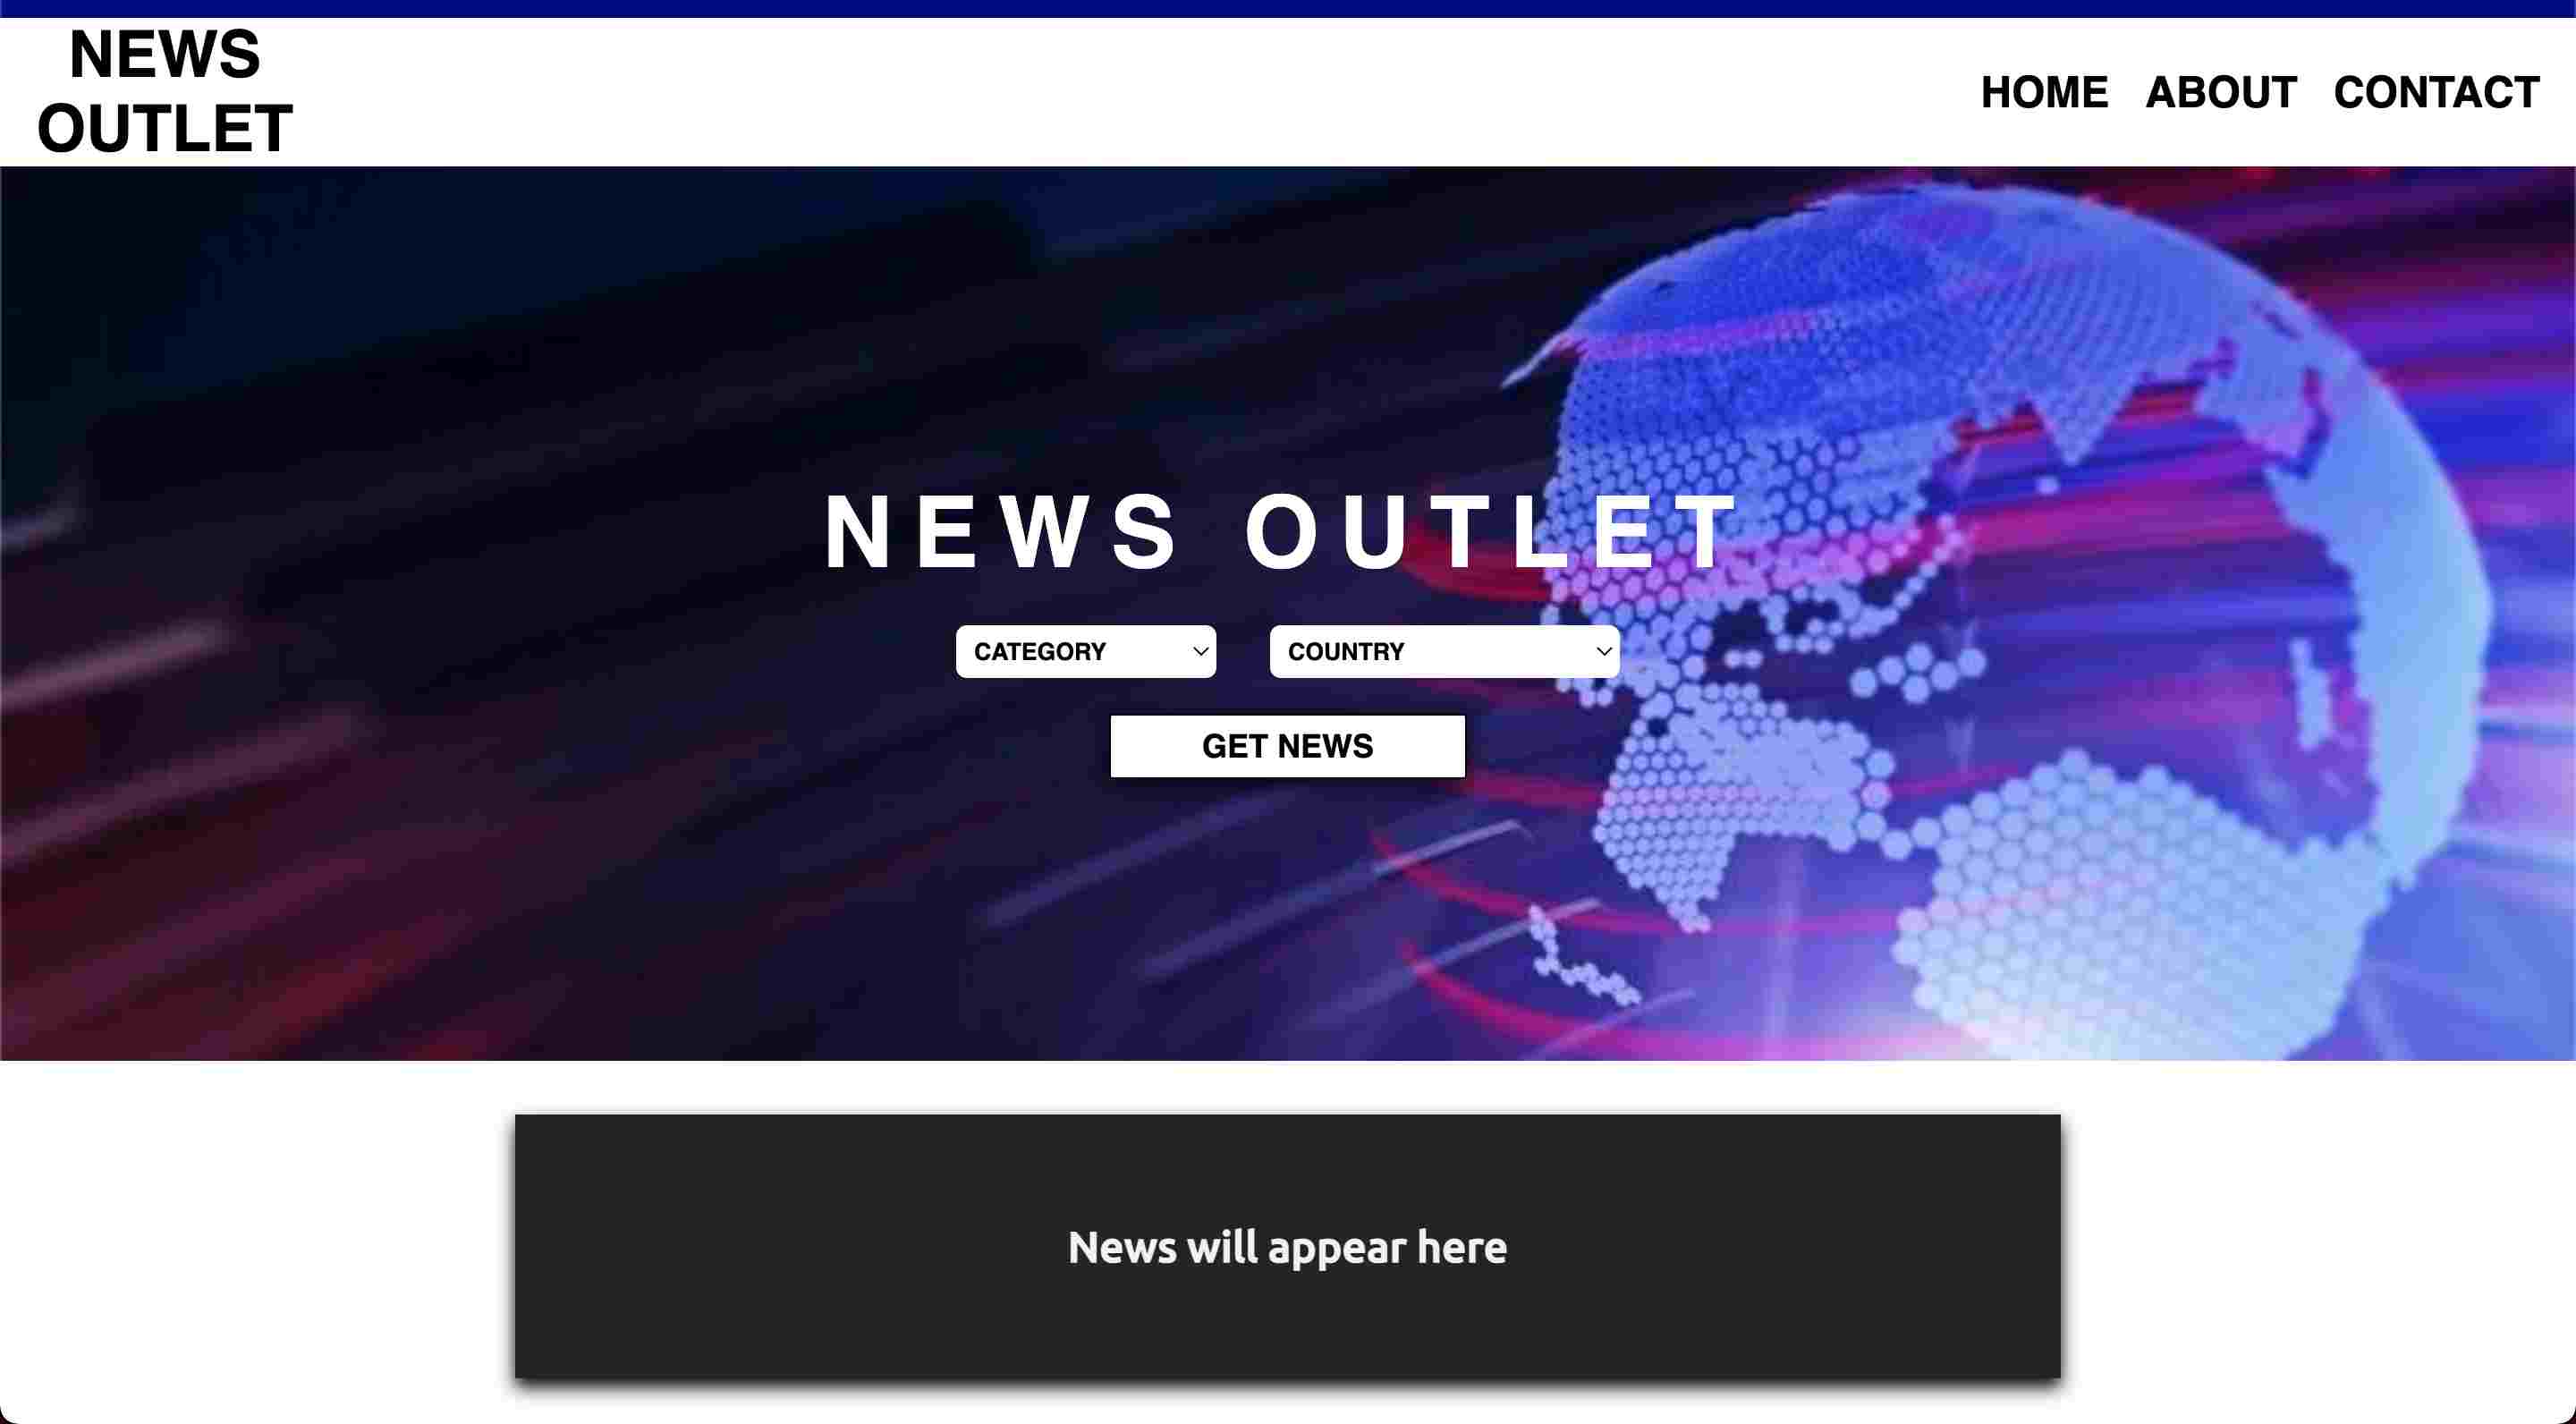 NEWS
OUTLET
HOME ABOUT CONTACT
NEWS OUTLET
CATEGORY COUNTRY
GET NEWS
News will appear here